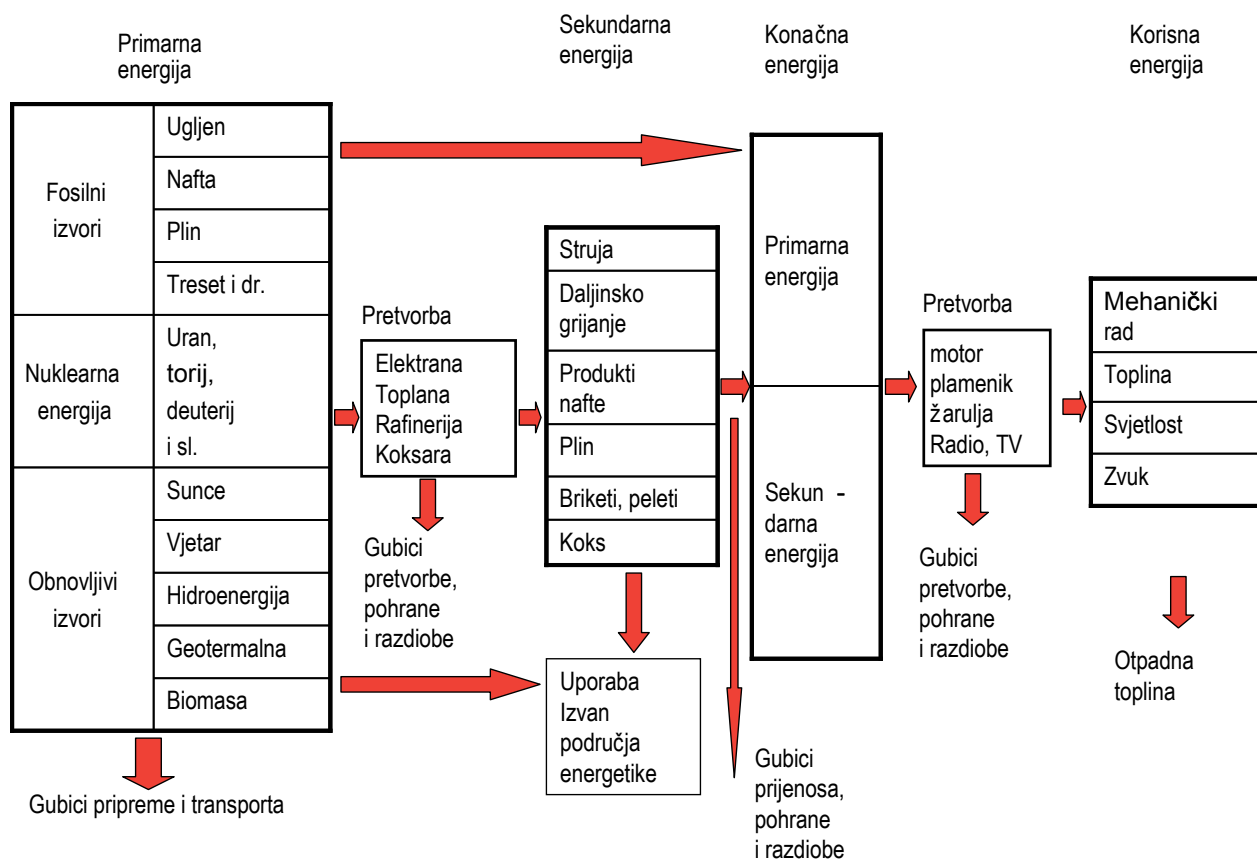 Primarna
energija
Sekundarna
energija
Konačna
energija
Korisna
energija
Fosilni
izvori
Ugljen
Nafta
Plin
Treset i dr.
Nuklearna
energija
Uran,
torij,
deuterij
i sl.
Obnovljivi
izvori
Sunce
Vjetar
Hidroenergija
Geotermalna
Biomasa
Gubici pripreme i transporta
Pretvorba
Elektrana
Toplana
Rafinerija
Koksara
Gubici
pretvorbe,
pohrane
i razdiobe
Struja
Daljinsko
grijanje
Produkti
nafte
Plin
Briketi, peleti
Koks
Uporaba
Izvan
područja
energetike
Gubici
prijenosa,
pohrane
i razdiobe
Primarna
energija
Sekun -
darna
energija
Pretvorba
motor
plamenik
žarulja
Radio, TV
Gubici
pretvorbe,
pohrane
i razdiobe
Mehanički
rad
Toplina
Svjetlost
Zvuk
Otpadna
toplina